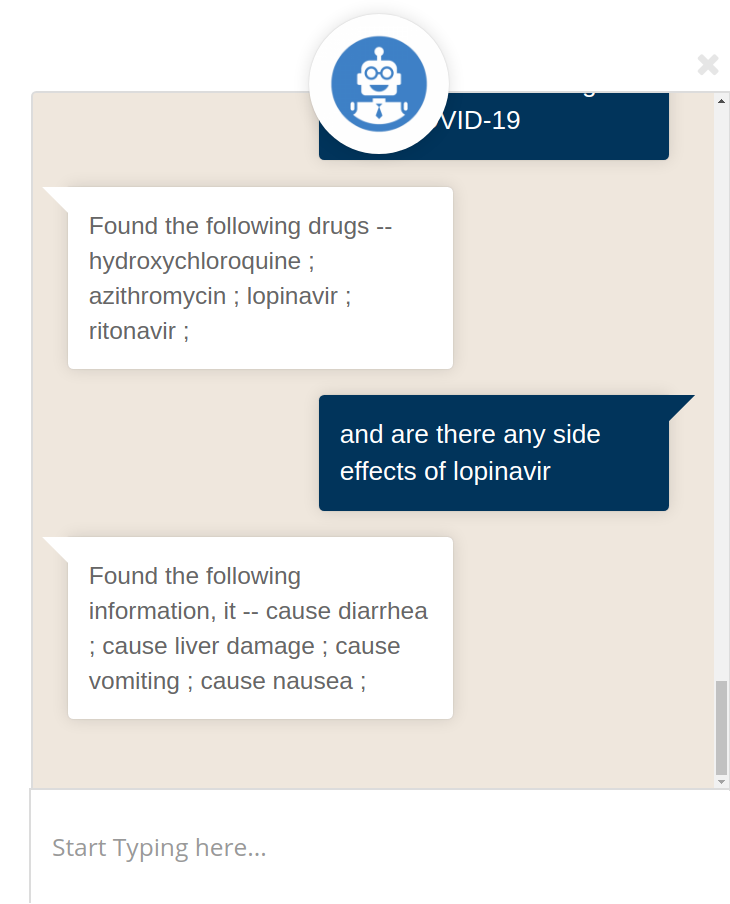 VID-19
Found the following drugs --
hydroxychloroquine ;
azithromycin ; lopinavir ;
ritonavir ;
and are there any side
effects of lopinavir
Found the following
information, it -- cause diarrhea
; cause liver damage ; cause
vomiting ; cause nausea ;
Start Typing here...